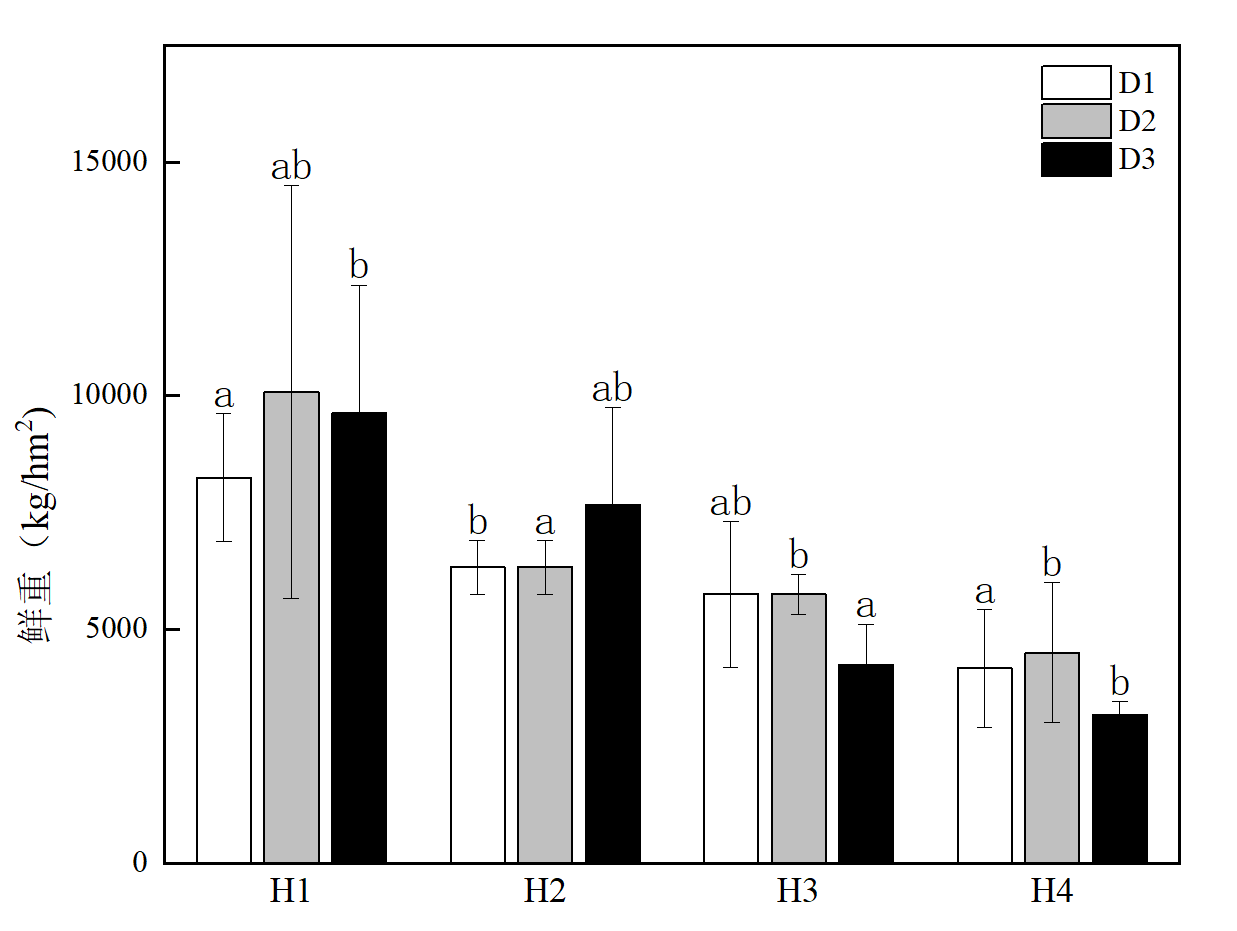 D1
D2
D3
15000
10000
5000
0
鲜重（kg/hm²)
a
ab
b
b
a
ab
ab
b
a
a
b
b
H1
H2
H3
H4